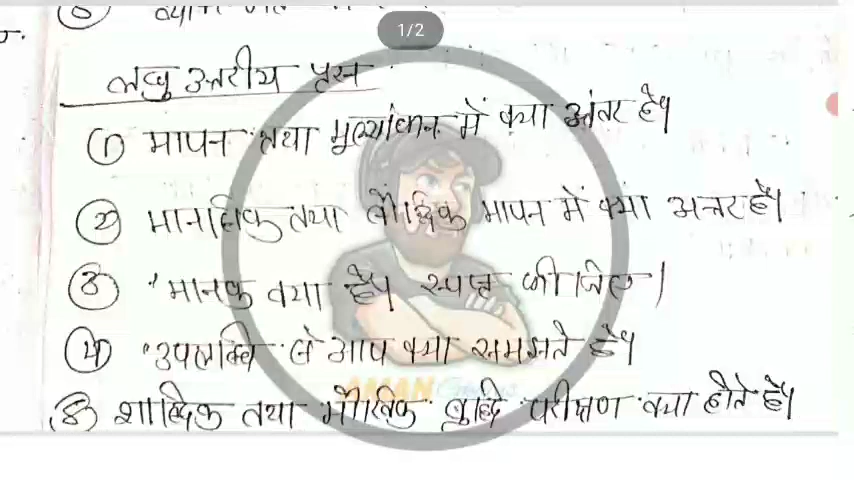 1/2
लघु उत्तरीय प्रश्न
① मापन तथा मूल्यांकन में क्या अंतर है?
② मानसिक तथा भौतिक मापन में क्या अन्तर है?
③ 'मानक क्या है? स्पष्ट कीजिए।
④ 'उपलब्धि से आप क्या समझते है?
⑤ शाब्दिक तथा मौखिक बुद्धि परीक्षण क्या होते है?
AMAN